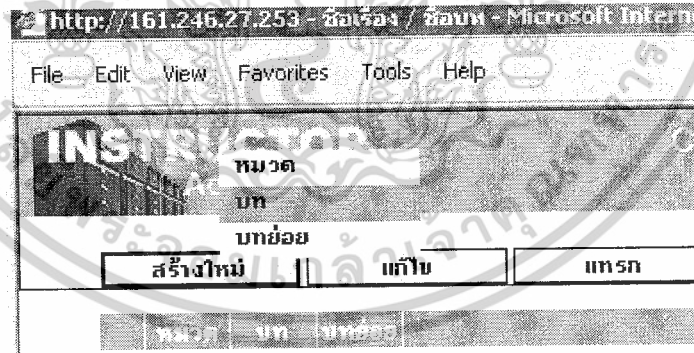 http://161.246.27.253 - ชื่อเรื่อง / ชื่อบท - Microsoft Intern
File Edit View Favorites Tools Help
INSTRUCTOR
หมวด
บท
บทย่อย
สร้างใหม่ แก้ไข แทรก
หมวด บท บทย่อย